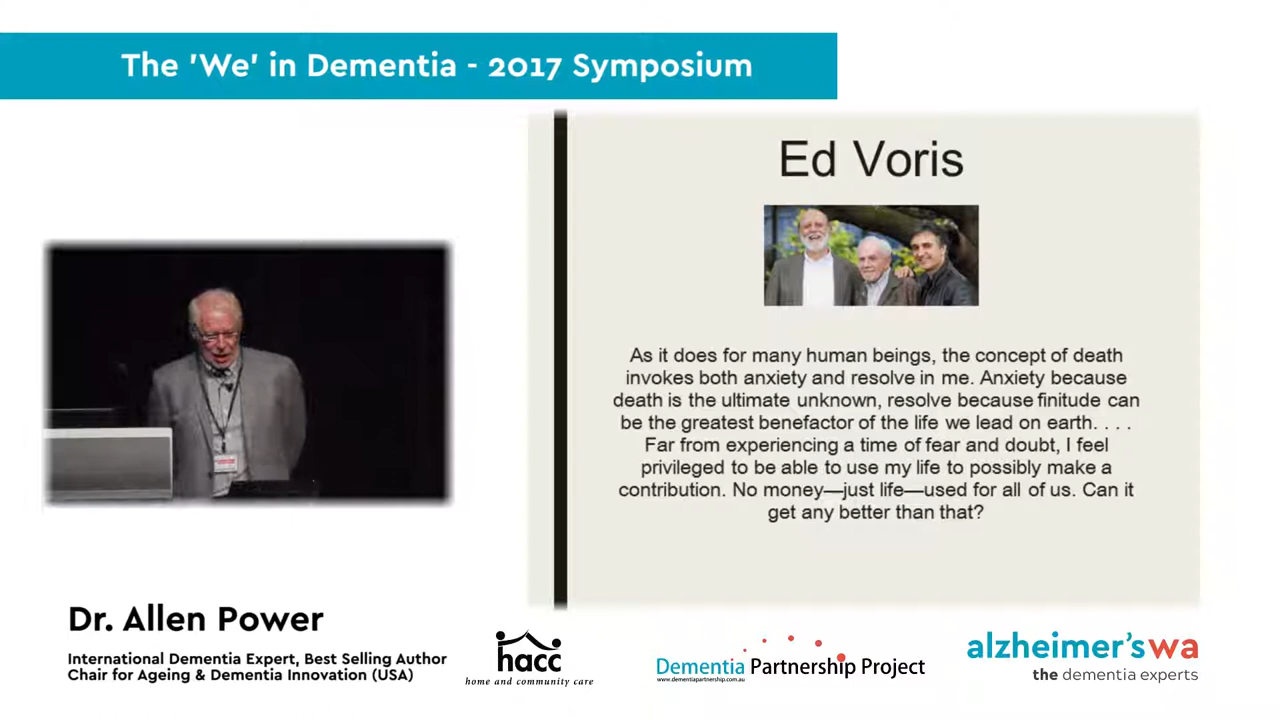 The 'We' in Dementia - 2017 Symposium
Ed Voris
As it does for many human beings, the concept of death
invokes both anxiety and resolve in me. Anxiety because
death is the ultimate unknown, resolve because finitude can
be the greatest benefactor of the life we lead on earth. . . .
Far from experiencing a time of fear and doubt, I feel
privileged to be able to use my life to possibly make a
contribution. No money—just life—used for all of us. Can it
get any better than that?
Dr. Allen Power
International Dementia Expert, Best Selling Author
Chair for Ageing & Dementia Innovation (USA)
hacc
home and community care
Dementia Partnership Project
www.dementiapartnership.com.au
alzheimer's wa
the dementia experts